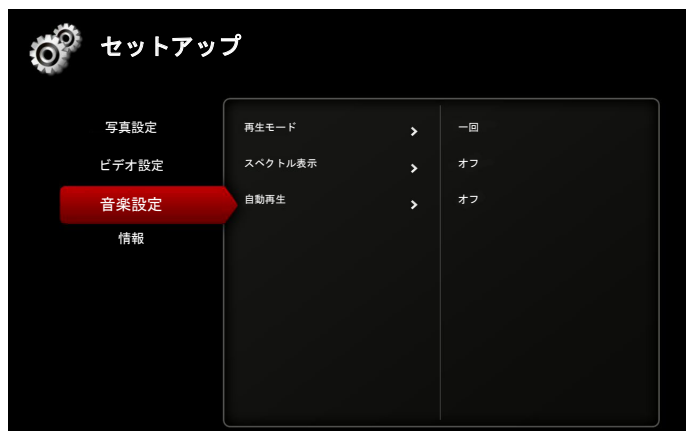 セットアップ
写真設定
ビデオ設定
音楽設定
情報
再生モード
一回
スペクトル表示
オフ
自動再生
オフ